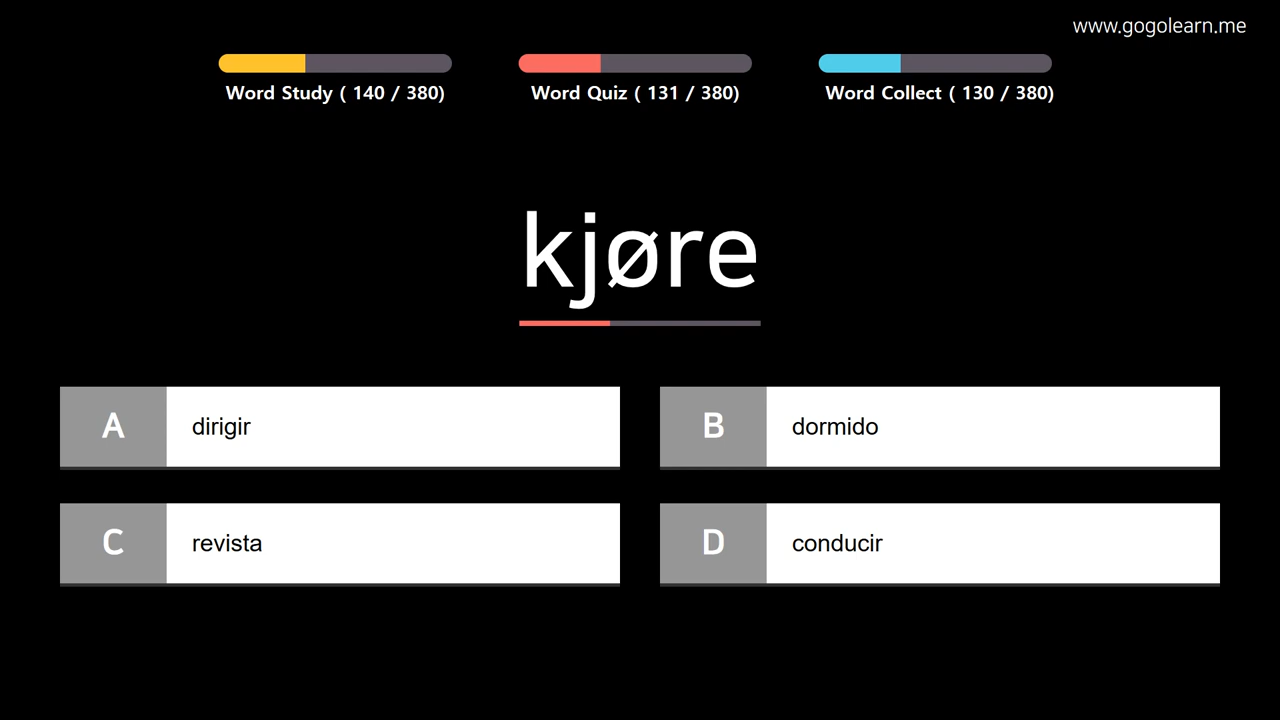 www.gogolearn.me
Word Study ( 140 / 380)
Word Quiz ( 131 / 380)
Word Collect ( 130 / 380)
kjøre
A dirigir
B dormido
C revista
D conducir